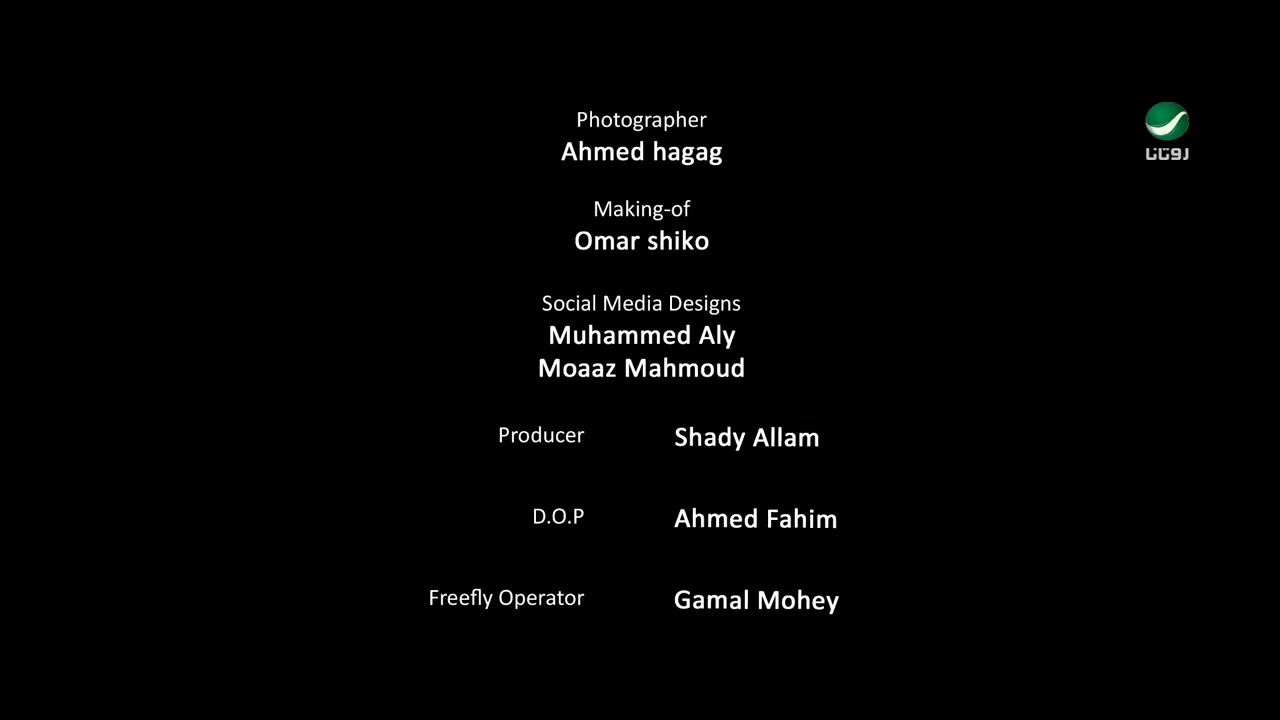 Photographer
Ahmed hagag
روتانا
Making-of
Omar shiko
Social Media Designs
Muhammed Aly
Moaaz Mahmoud
Producer Shady Allam
D.O.P Ahmed Fahim
Freefly Operator Gamal Mohey